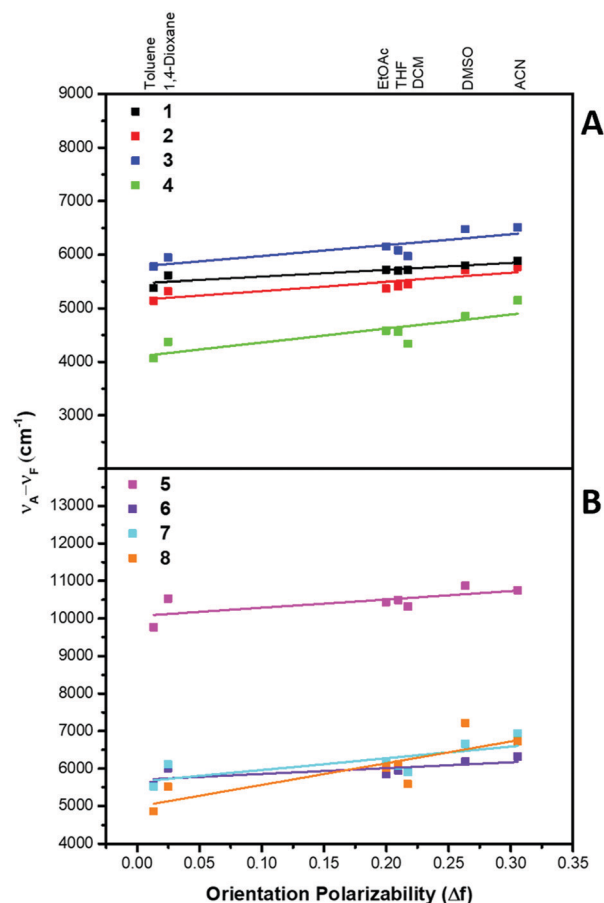 Toluene
1,4-Dioxane
EtOAc
THF
DCM
DMSO
ACN
9000
8000
7000
6000
5000
4000
3000
1
2
3
4
A
ν_A–ν_F (cm⁻¹)
13000
12000
11000
10000
9000
8000
7000
6000
5000
4000
5
6
7
8
B
0.00 0.05 0.10 0.15 0.20 0.25 0.30 0.35
Orientation Polarizability (Δf)